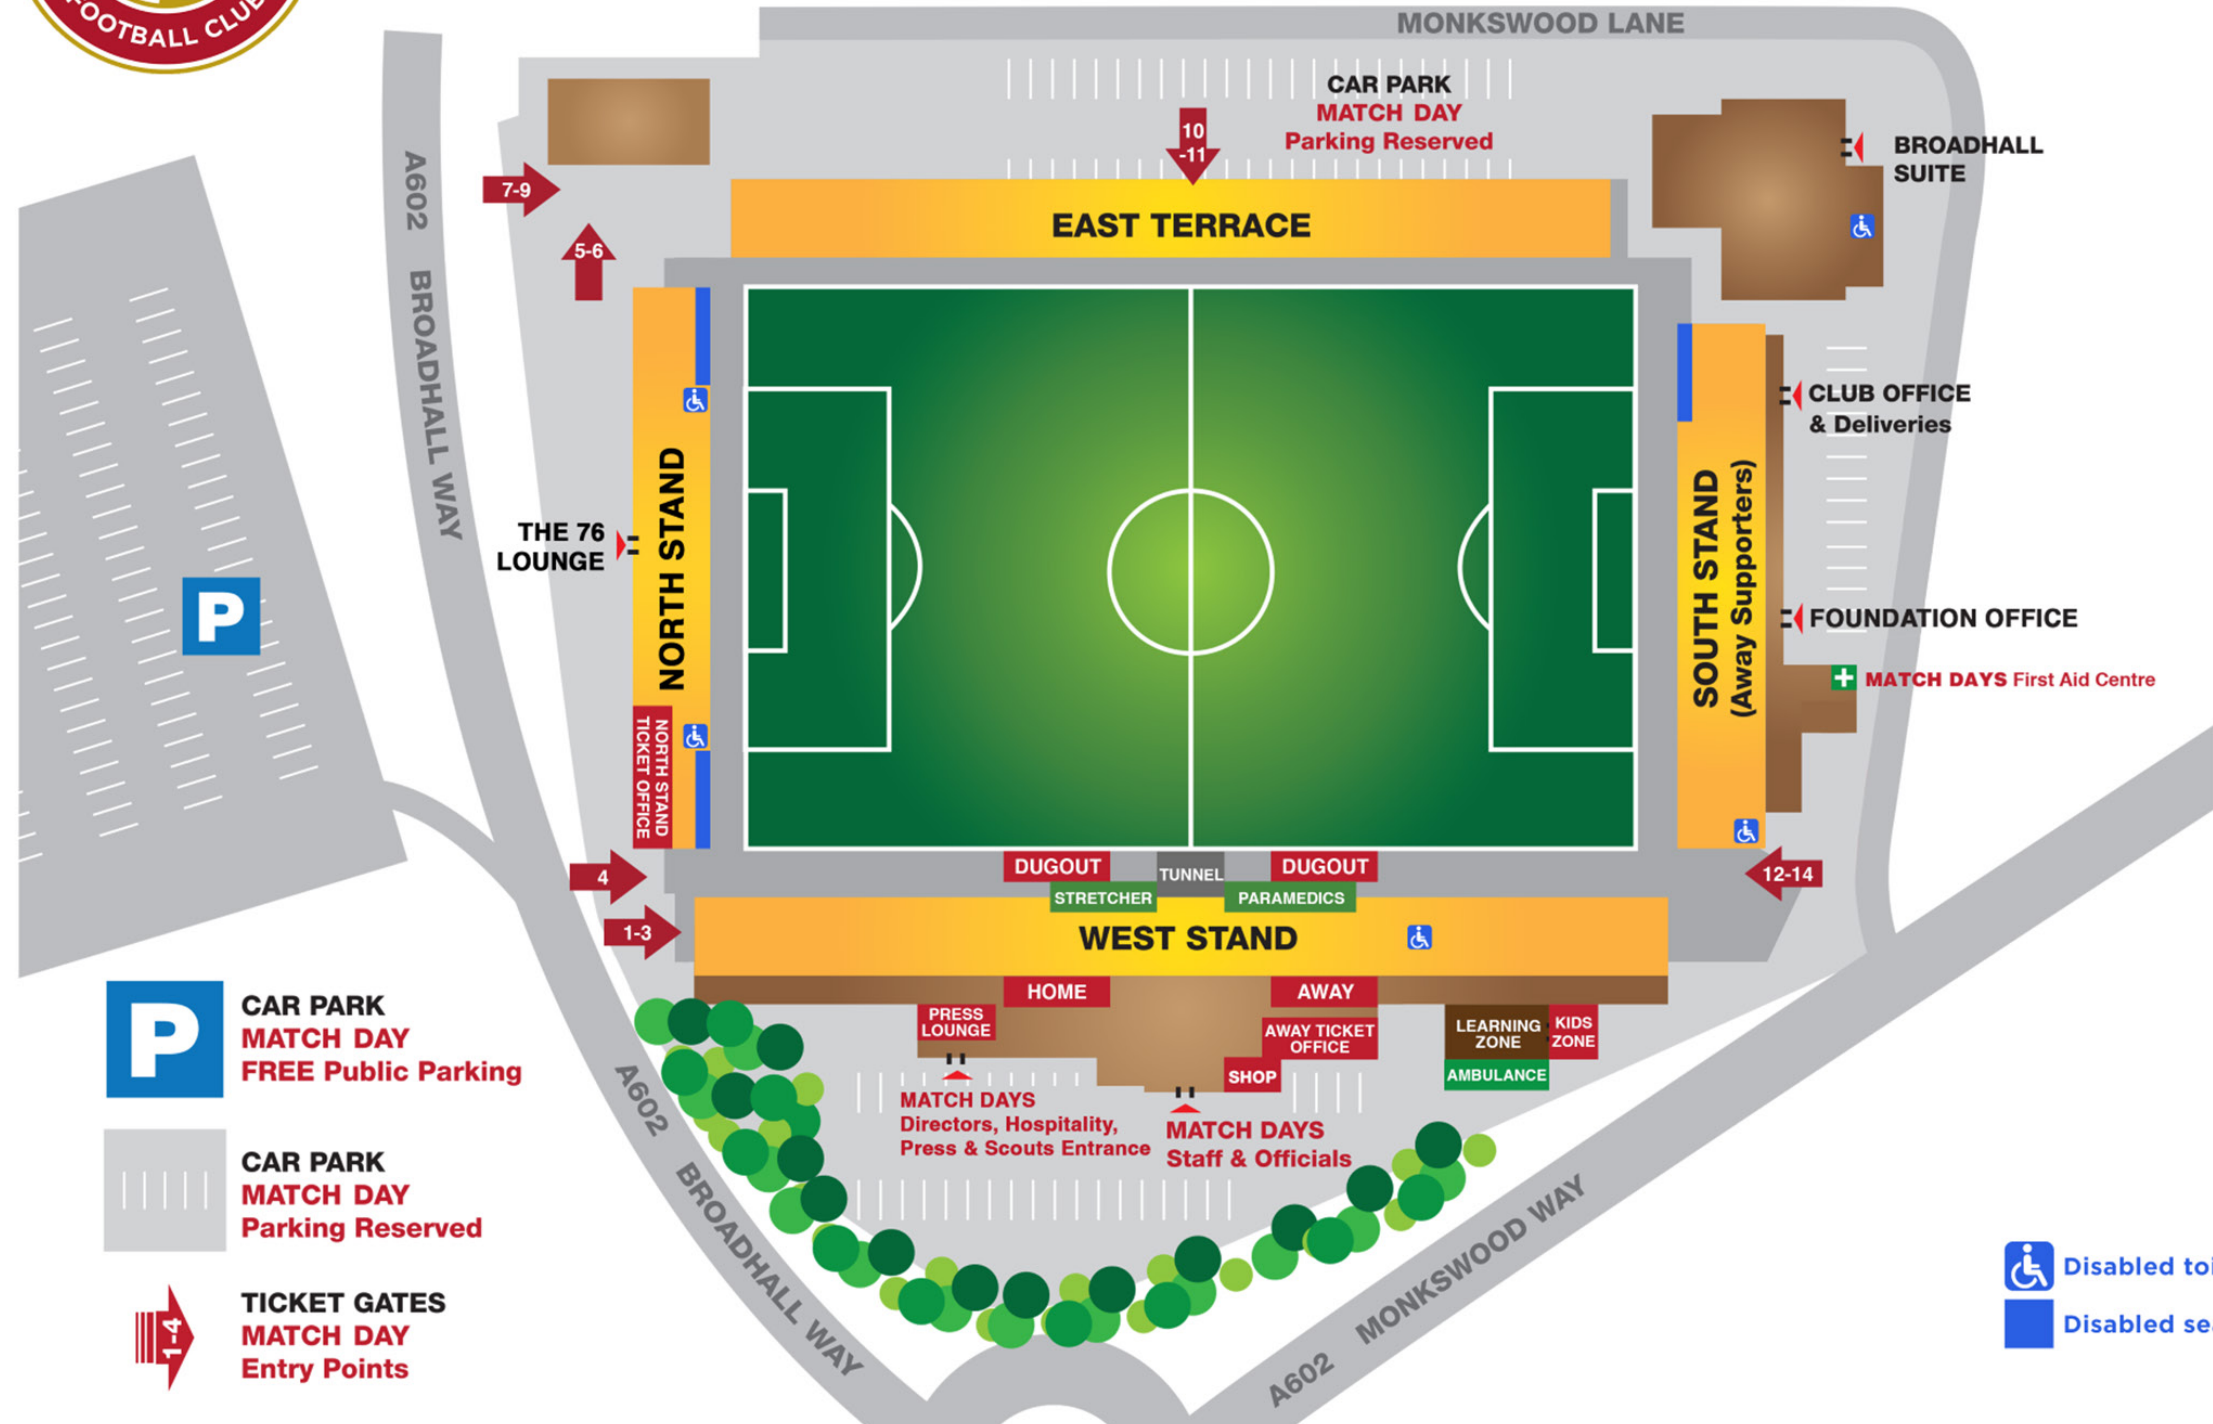 FOOTBALL CLUB
MONKSWOOD LANE
CAR PARK
MATCH DAY
Parking Reserved
10
-11
BROADHALL
SUITE
7-9
5-6
EAST TERRACE
A602 BROADHALL WAY
CLUB OFFICE
& Deliveries
THE 76
LOUNGE
NORTH STAND
SOUTH STAND
(Away Supporters)
P
FOUNDATION OFFICE
MATCH DAYS First Aid Centre
NORTH STAND
TICKET OFFICE
DUGOUT
TUNNEL
DUGOUT
STRETCHER
PARAMEDICS
4
12-14
1-3
WEST STAND
HOME
AWAY
PRESS
LOUNGE
AWAY TICKET
OFFICE
LEARNING
ZONE
KIDS
ZONE
SHOP
AMBULANCE
MATCH DAYS
Directors, Hospitality,
Press & Scouts Entrance
MATCH DAYS
Staff & Officials
A602 BROADHALL WAY
A602 MONKSWOOD WAY
P
CAR PARK
MATCH DAY
FREE Public Parking
CAR PARK
MATCH DAY
Parking Reserved
1-4
TICKET GATES
MATCH DAY
Entry Points
Disabled toi
Disabled se